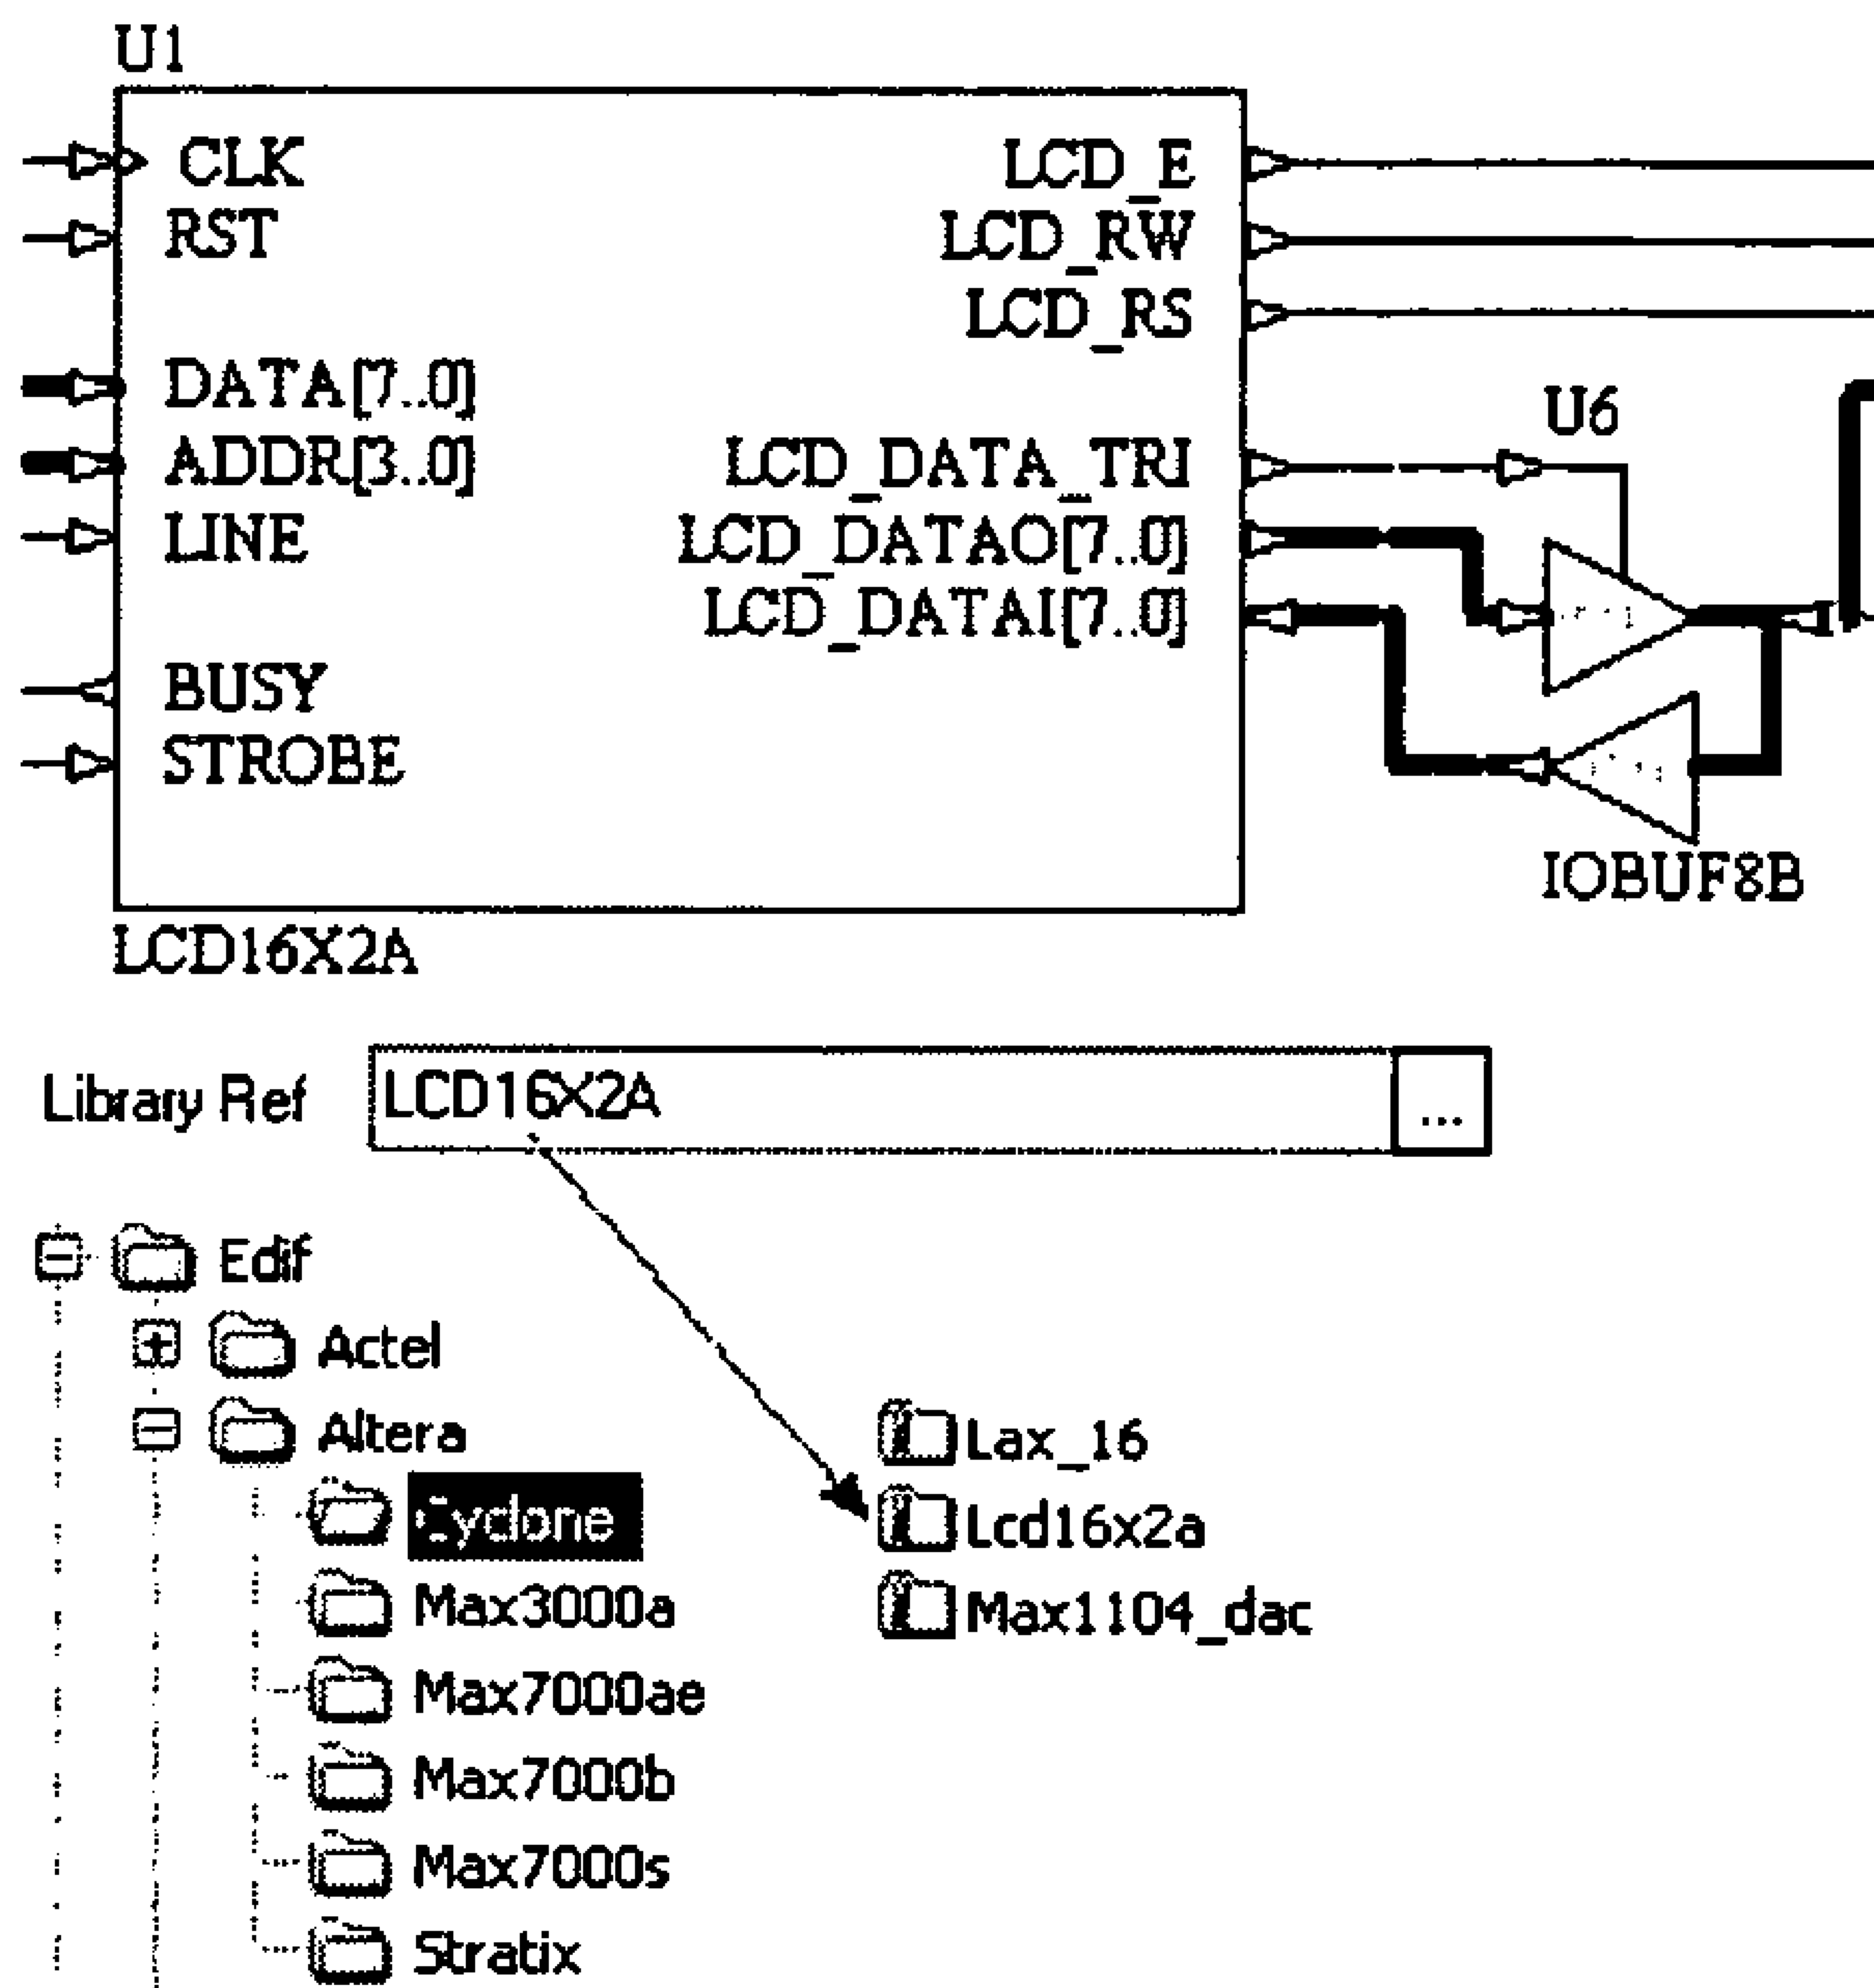 U1
CLK
LCD_E
RST
LCD_RW
LCD_RS
DATA[7..0]
U6
ADDR[3..0]
LCD_DATA_TRI
LINE
LCD_DATAO[7..0]
LCD_DATAI[7..0]
BUSY
STROBE
IOBUF8B
LCD16X2A
Library Ref LCD16X2A ...
Edif
Actel
Altera
Lax_16
Cyclone
Lcd16x2a
Max3000a
Max1104_dac
Max7000ae
Max7000b
Max7000s
Stratix